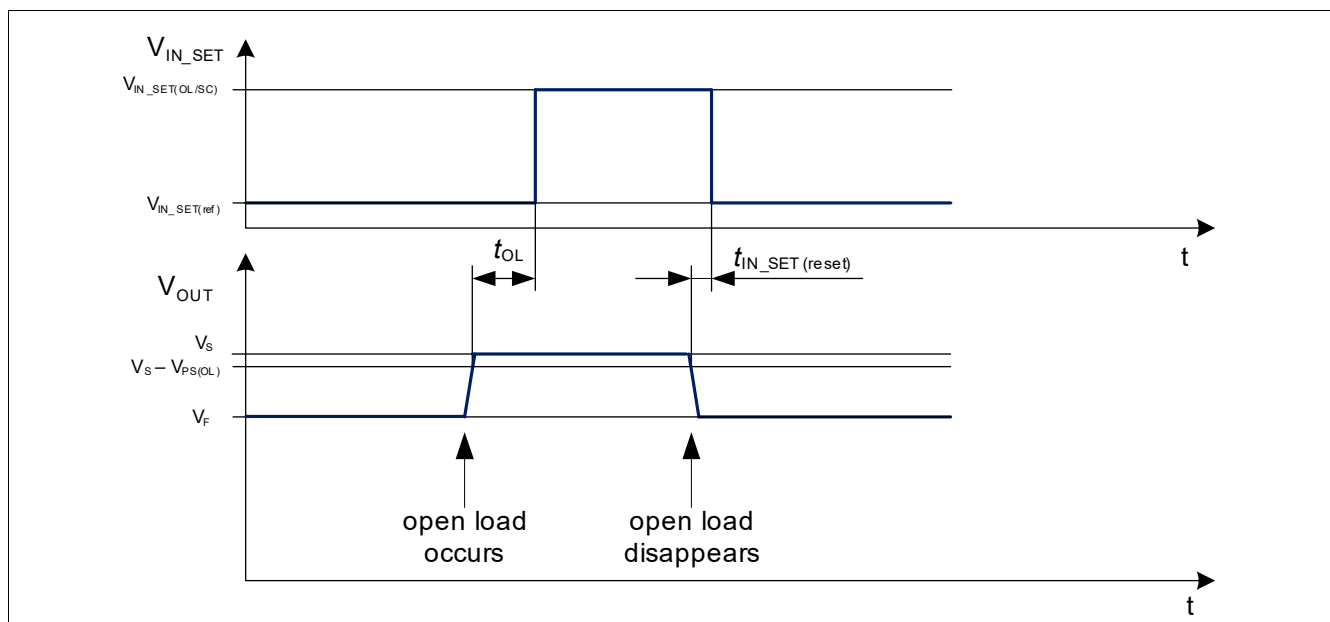 V_IN_SET
V_IN_SET(OL/SC)
V_IN_SET(ref)
t
t_OL
t_IN_SET (reset)
V_OUT
V_S
V_S – V_PS(OL)
V_F
open load
occurs
open load
disappears
t